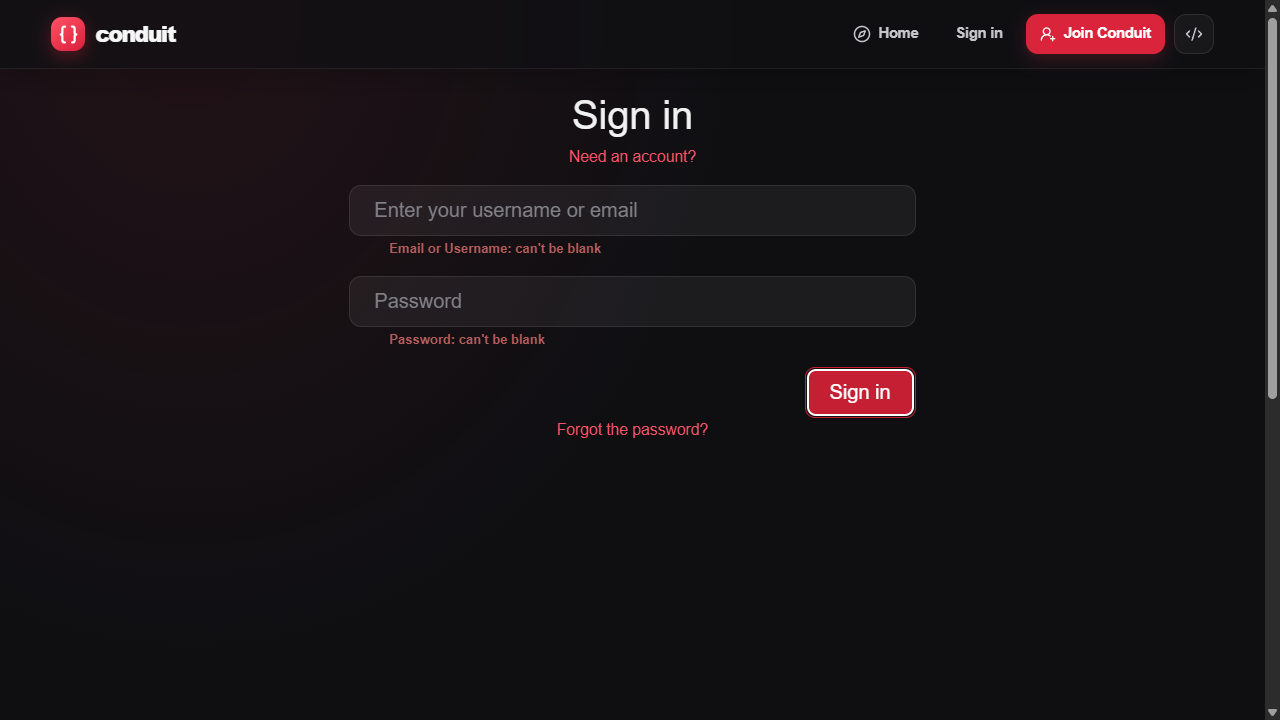 { } conduit
Home
Sign in
Join Conduit
</>
Sign in
Need an account?
Enter your username or email
Email or Username: can't be blank
Password
Password: can't be blank
Sign in
Forgot the password?